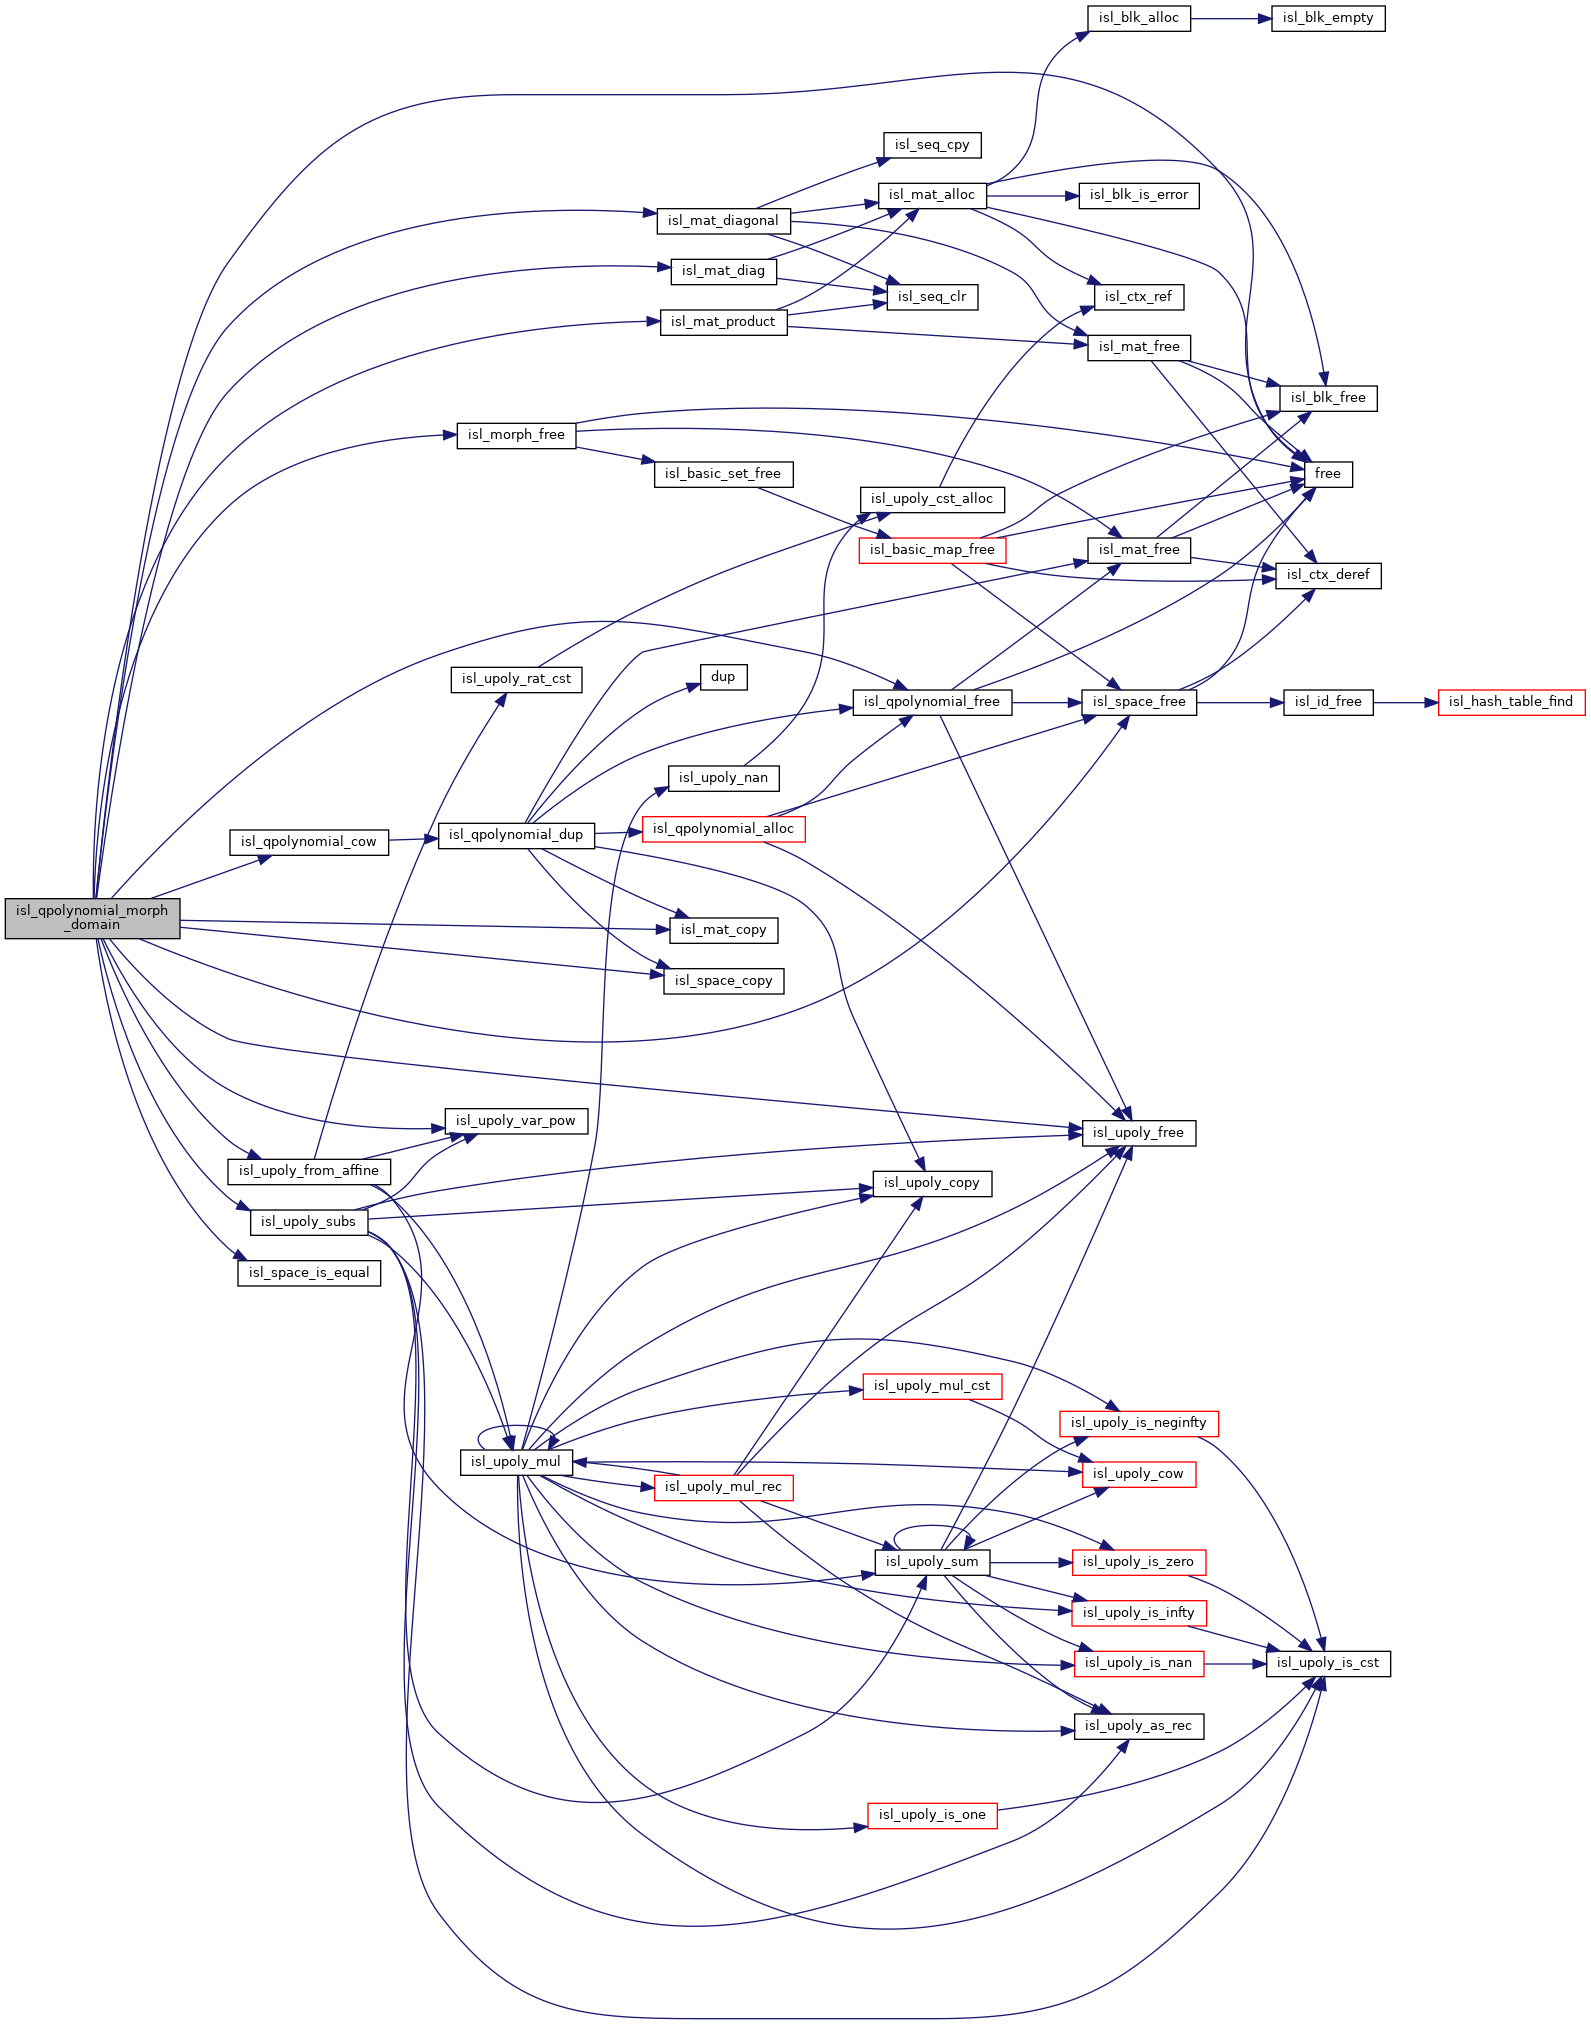 isl_blk_alloc
isl_blk_empty
isl_seq_cpy
isl_mat_alloc
isl_blk_is_error
isl_mat_diagonal
isl_mat_diag
isl_seq_clr
isl_ctx_ref
isl_mat_product
isl_mat_free
isl_blk_free
isl_morph_free
isl_basic_set_free
free
isl_upoly_cst_alloc
isl_basic_map_free
isl_mat_free
isl_ctx_deref
isl_upoly_rat_cst
dup
isl_qpolynomial_free
isl_space_free
isl_id_free
isl_hash_table_find
isl_upoly_nan
isl_qpolynomial_cow
isl_qpolynomial_dup
isl_qpolynomial_alloc
isl_qpolynomial_morph
_domain
isl_mat_copy
isl_space_copy
isl_upoly_var_pow
isl_upoly_free
isl_upoly_from_affine
isl_upoly_copy
isl_upoly_subs
isl_space_is_equal
isl_upoly_mul_cst
isl_upoly_is_neginfty
isl_upoly_mul
isl_upoly_cow
isl_upoly_mul_rec
isl_upoly_sum
isl_upoly_is_zero
isl_upoly_is_infty
isl_upoly_is_nan
isl_upoly_is_cst
isl_upoly_as_rec
isl_upoly_is_one